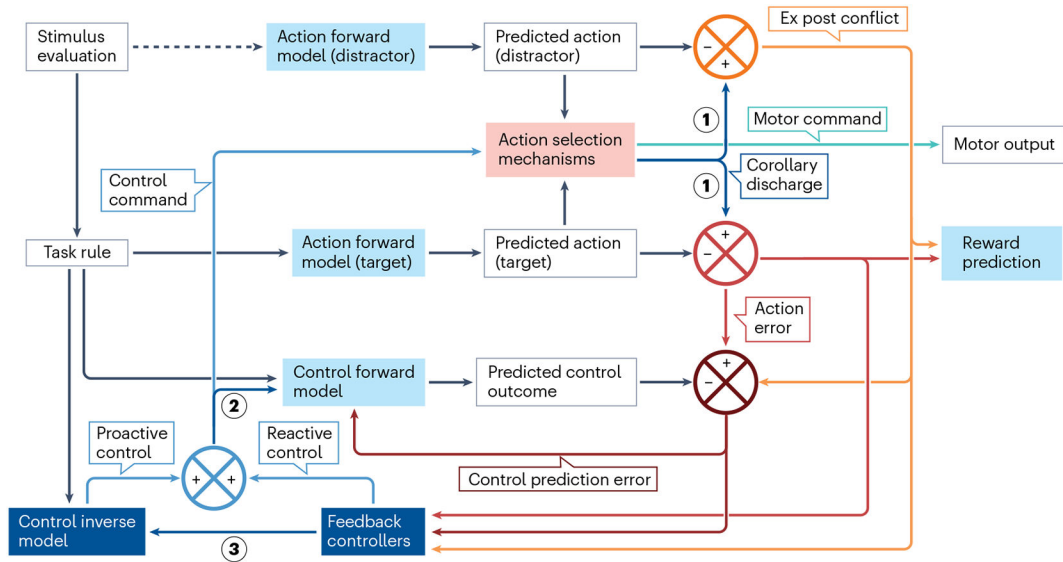 Stimulus
evaluation
Action forward
model (distractor)
Predicted action
(distractor)
−
+
Ex post conflict
1
Motor command
Action selection
mechanisms
Motor output
Control
command
1
Corollary
discharge
Task rule
Action forward
model (target)
Predicted action
(target)
+
−
Reward
prediction
Action
error
Control forward
model
Predicted control
outcome
+
−
2
Proactive
control
Reactive
control
+ +
Control prediction error
Control inverse
model
3
Feedback
controllers